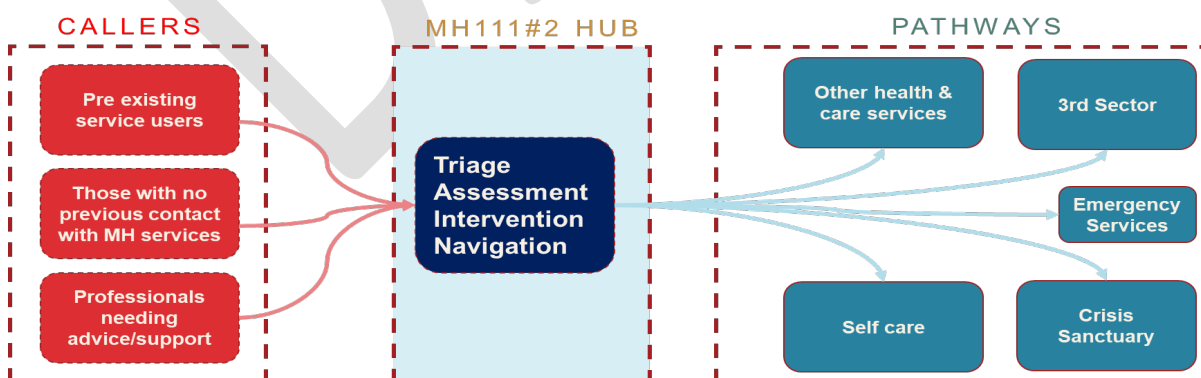 CALLERS
MH111#2 HUB
PATHWAYS
Pre existing
service users
Those with no
previous contact
with MH services
Professionals
needing
advice/support
Triage
Assessment
Intervention
Navigation
Other health &
care services
3rd Sector
Emergency
Services
Self care
Crisis
Sanctuary